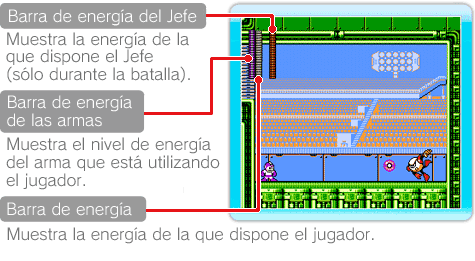 Barra de energía del Jefe
Muestra la energía de la
que dispone el Jefe
(sólo durante la batalla).
Barra de energía
de las armas
Muestra el nivel de energía
del arma que está utilizando
el jugador.
Barra de energía
Muestra la energía de la que dispone el jugador.